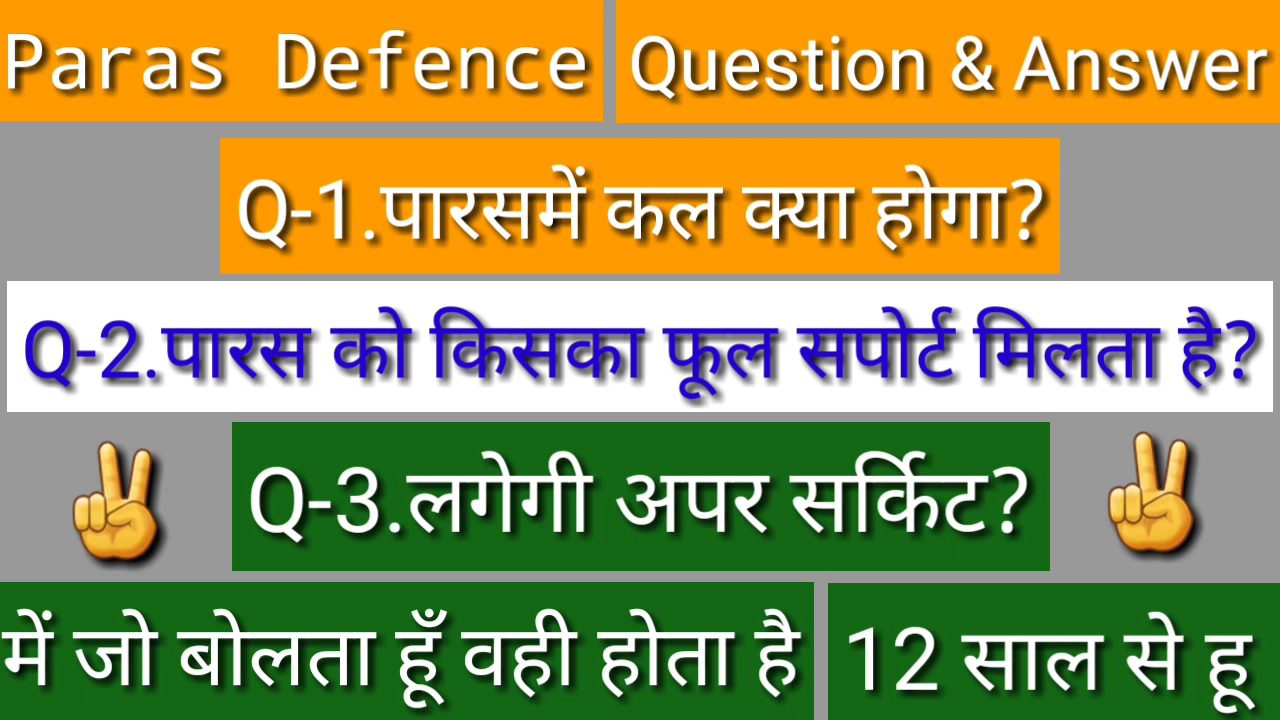 Paras Defence Question & Answer
Q-1.पारसमें कल क्या होगा?
Q-2.पारस को किसका फूल सपोर्ट मिलता है?
Q-3.लगेगी अपर सर्किट?
में जो बोलता हूँ वही होता है 12 साल से हू